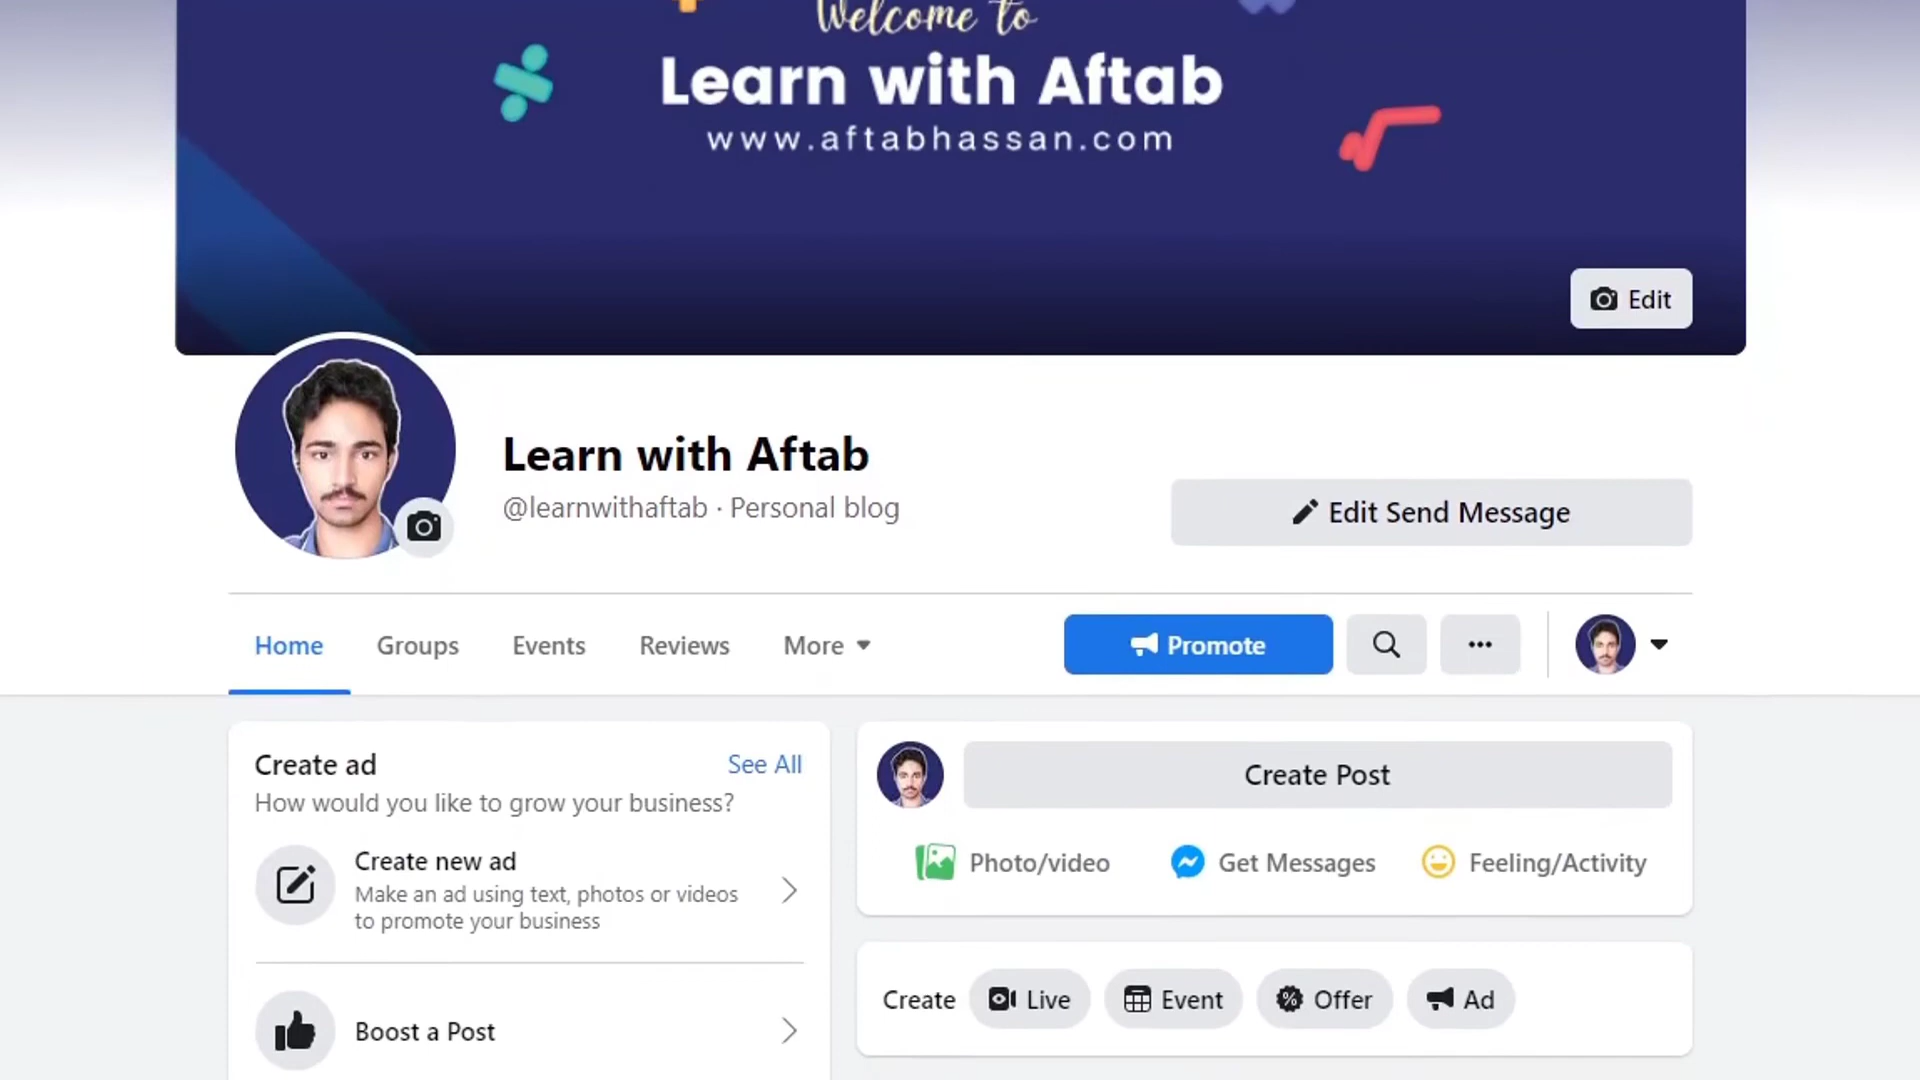 Welcome to
Learn with Aftab
www.aftabhassan.com
Edit
Learn with Aftab
@learnwithaftab · Personal blog
Edit Send Message
Home
Groups
Events
Reviews
More
Promote
Create ad
See All
How would you like to grow your business?
Create new ad
Make an ad using text, photos or videos
to promote your business
Boost a Post
Create Post
Photo/video
Get Messages
Feeling/Activity
Create
Live
Event
Offer
Ad